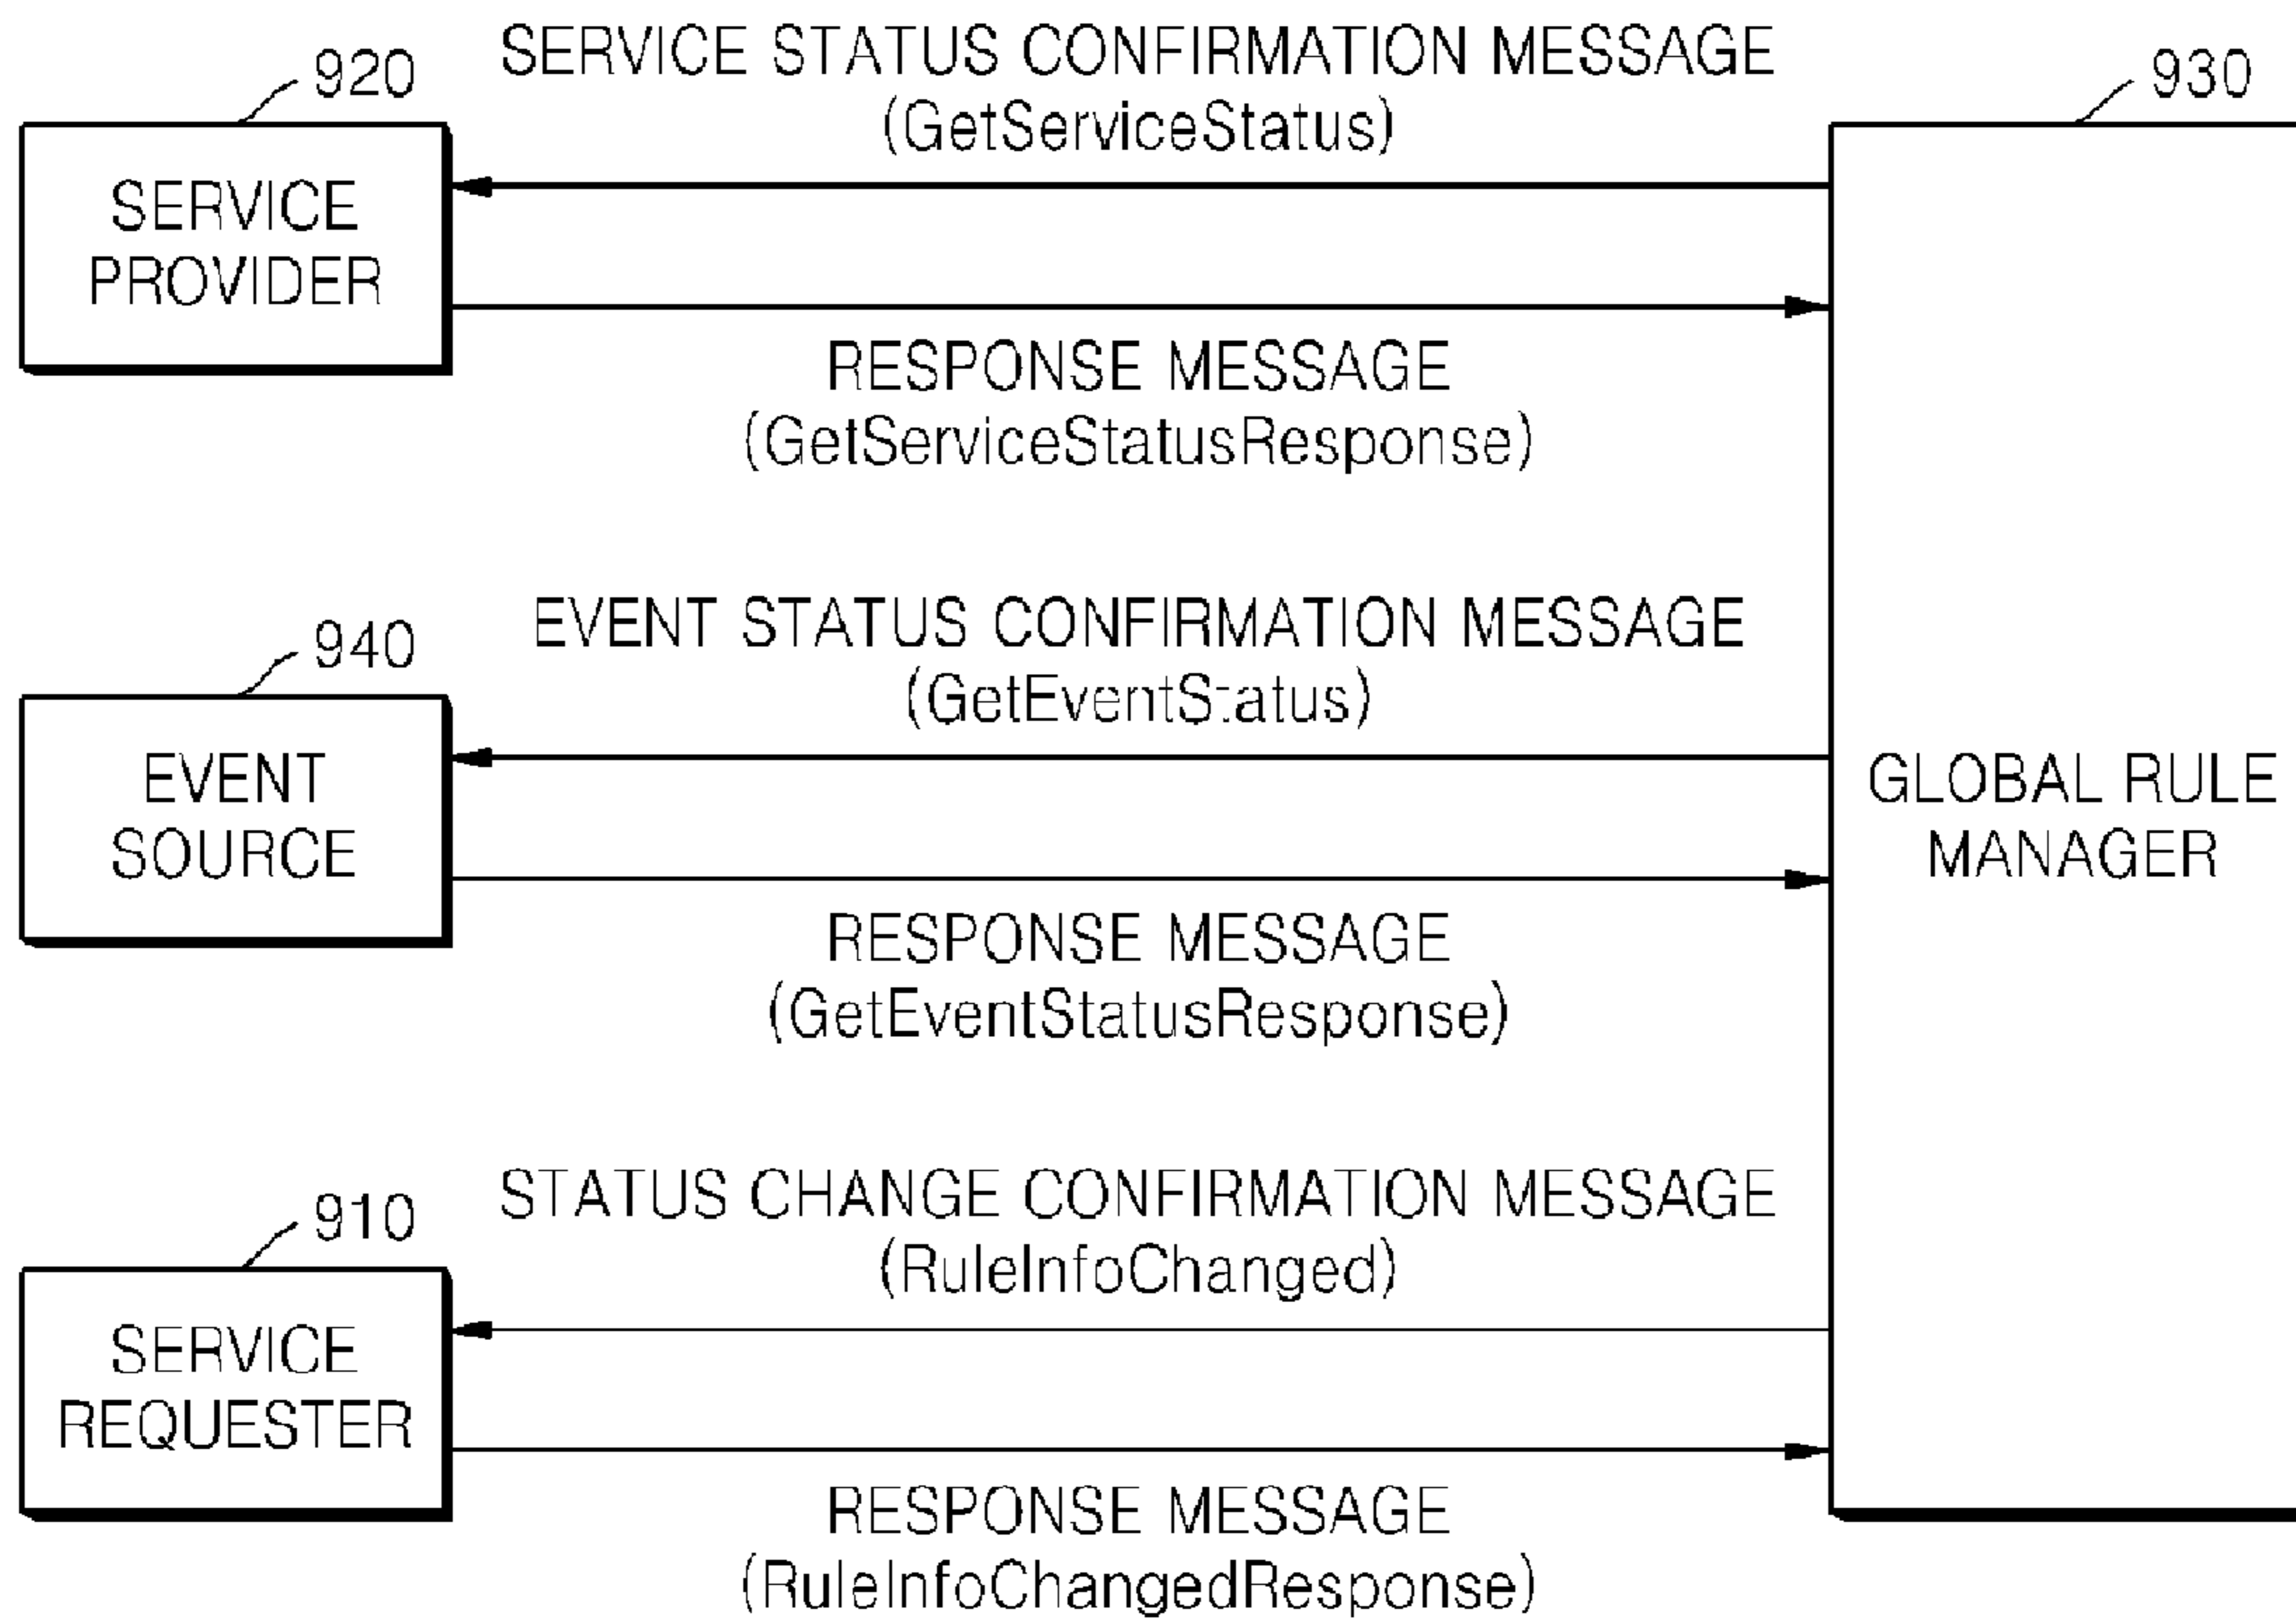 920
SERVICE STATUS CONFIRMATION MESSAGE
(GetServiceStatus)
930
SERVICE
PROVIDER
RESPONSE MESSAGE
(GetServiceStatusResponse)
940
EVENT STATUS CONFIRMATION MESSAGE
(GetEventStatus)
EVENT
SOURCE
GLOBAL RULE
MANAGER
RESPONSE MESSAGE
(GetEventStatusResponse)
910
STATUS CHANGE CONFIRMATION MESSAGE
(RuleInfoChanged)
SERVICE
REQUESTER
RESPONSE MESSAGE
(RuleInfoChangedResponse)